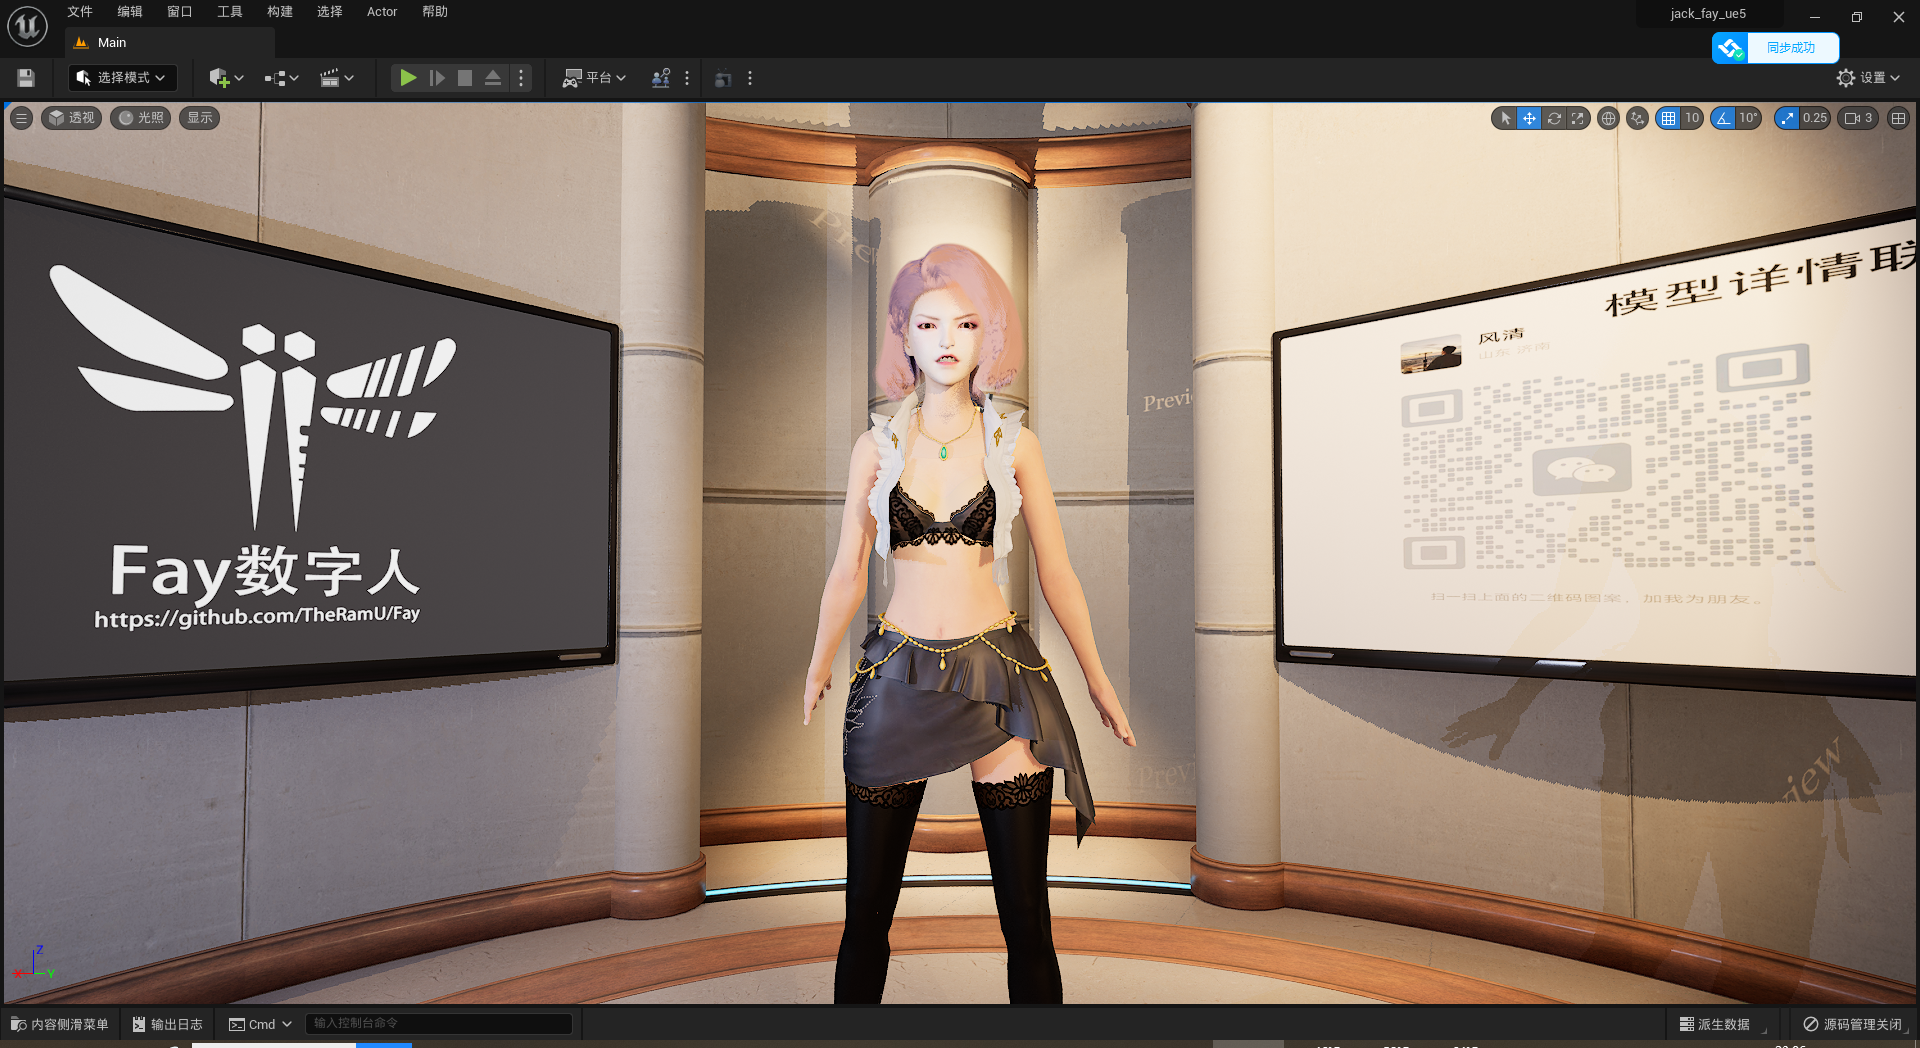 文件 编辑 窗口 工具 构建 选择 Actor 帮助
jack_fay_ue5
Main
同步成功
选择模式
平台
设置
透视 光照 显示
10 10° 0.25 3
模型详情联
风清
山东 济南
Previ
Fay数字人
https://github.com/TheRamU/Fay
扫一扫上面的二维码图案，加我为朋友。
Previ
view
Z
X Y
内容侧滑菜单 输出日志 Cmd 输入控制台命令
派生数据 源码管理关闭